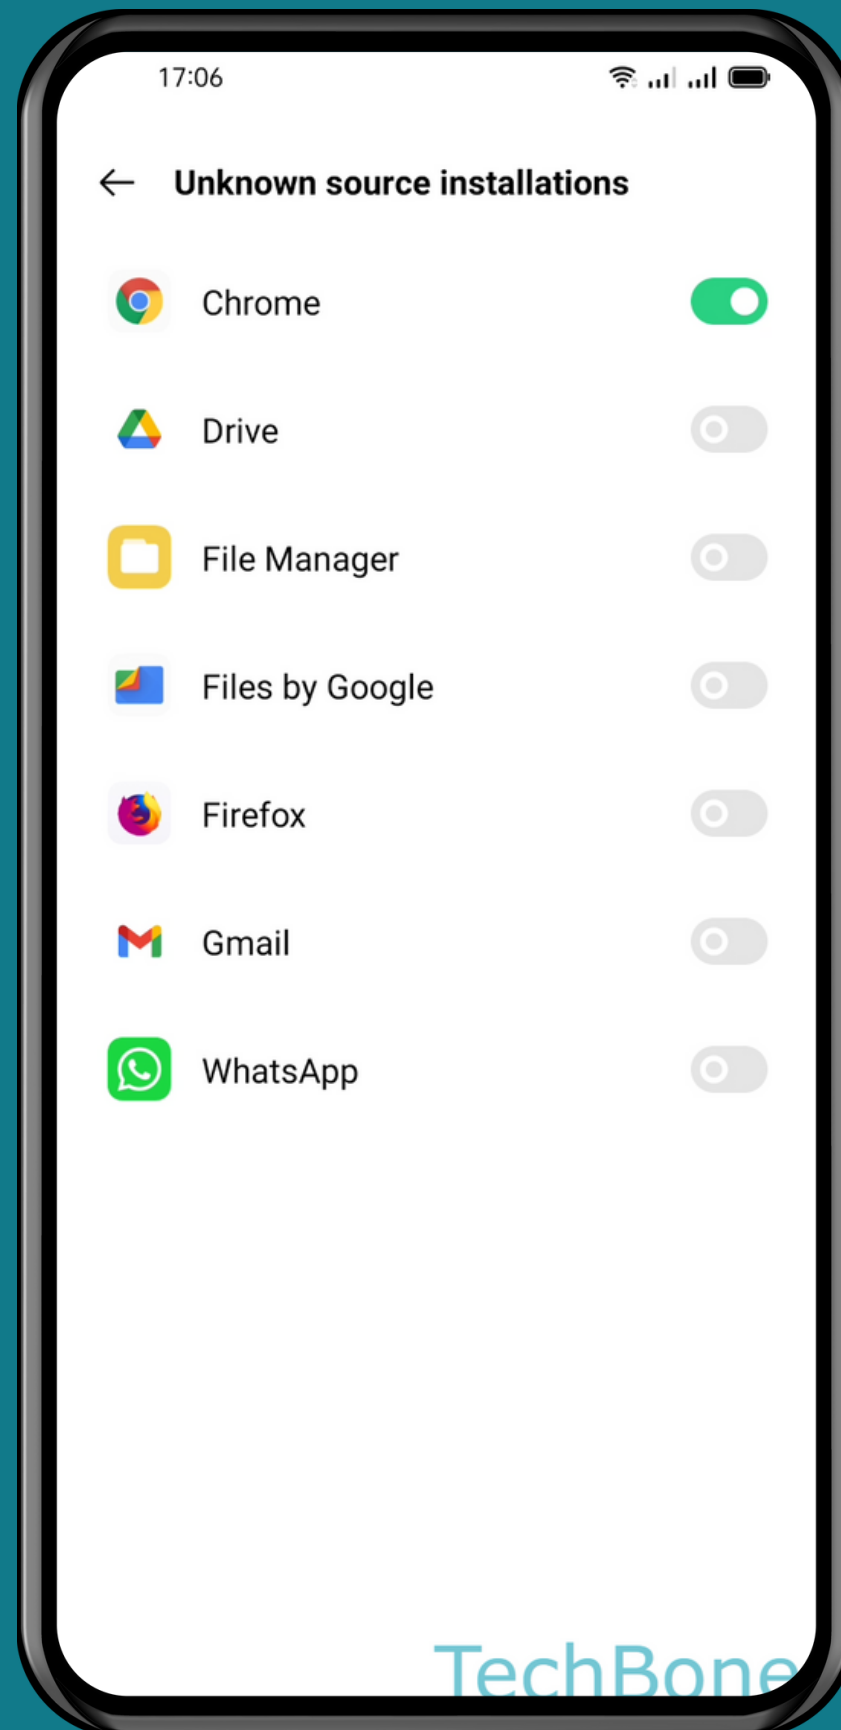 17:06
Unknown source installations
Chrome
Drive
File Manager
Files by Google
Firefox
Gmail
WhatsApp
TechBone